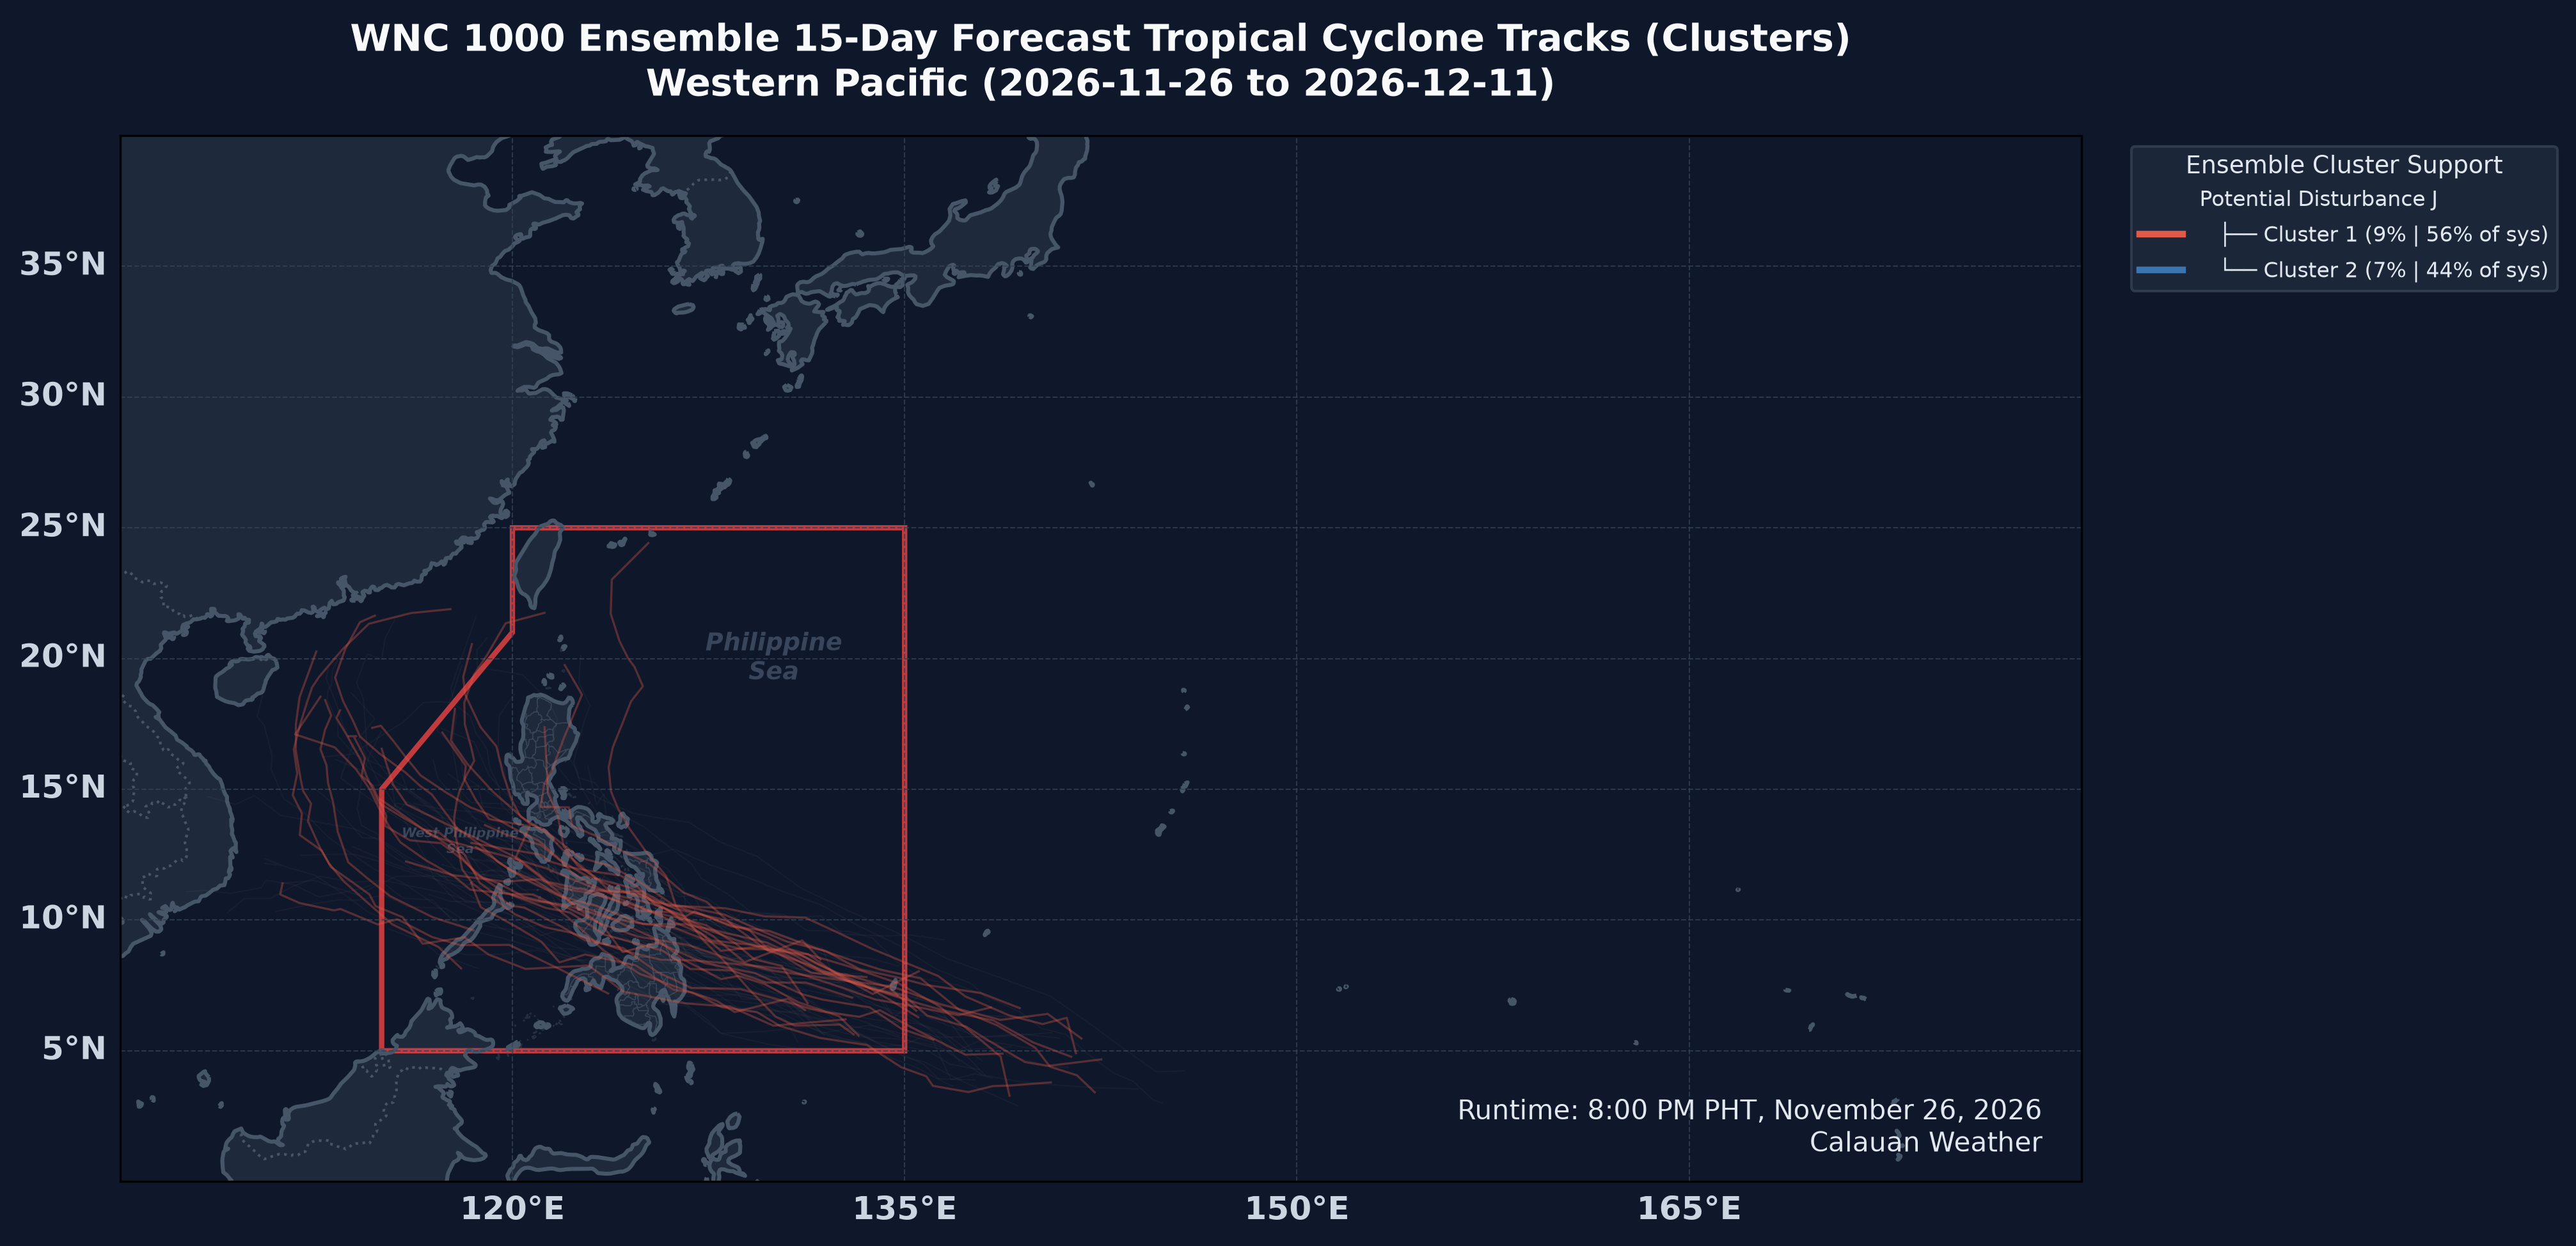 WNC 1000 Ensemble 15-Day Forecast Tropical Cyclone Tracks (Clusters)
Western Pacific (2026-11-26 to 2026-12-11)
Ensemble Cluster Support
Potential Disturbance J
Cluster 1 (9% | 56% of sys)
Cluster 2 (7% | 44% of sys)
35°N
30°N
25°N
20°N
15°N
10°N
5°N
Philippine
Sea
West Philippine
Sea
Runtime: 8:00 PM PHT, November 26, 2026
Calauan Weather
120°E
135°E
150°E
165°E